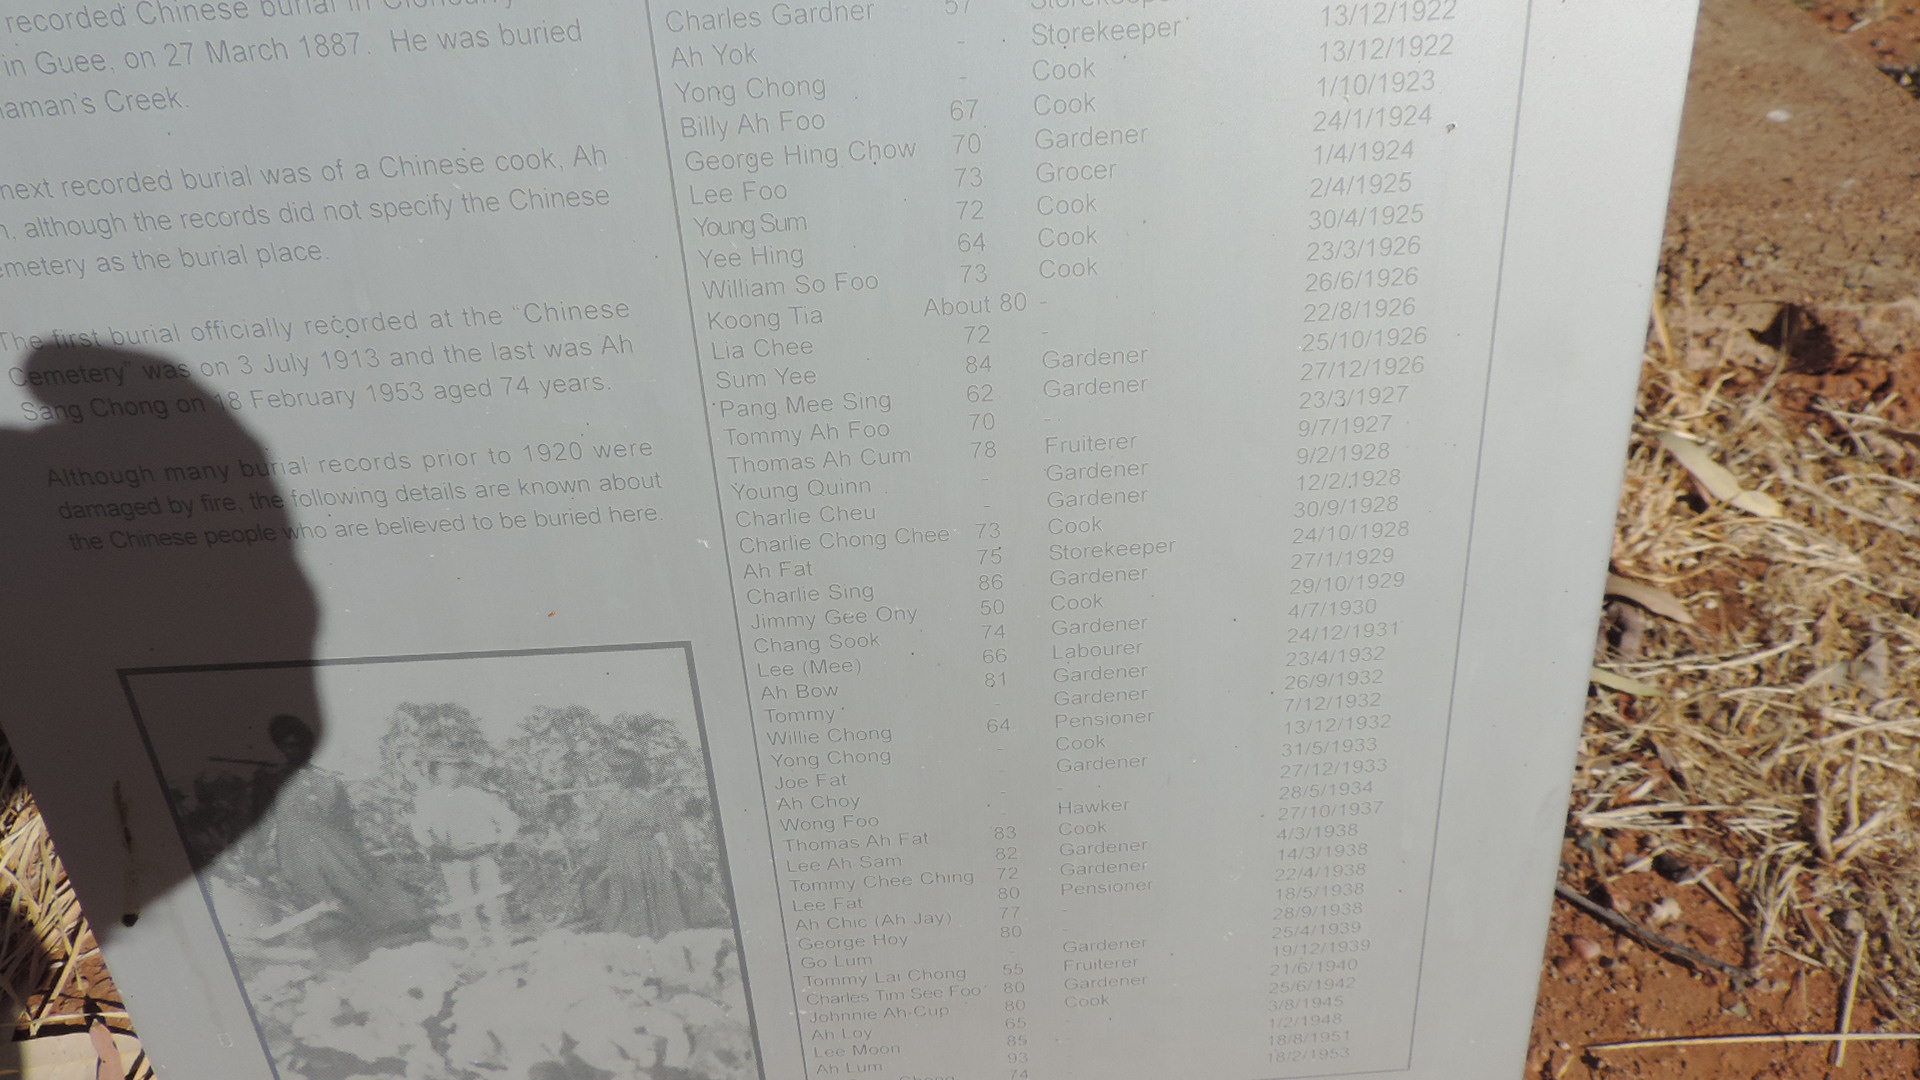 recorded Chinese burial in
in Guee, on 27 March 1887. He was buried
naman's Creek.
next recorded burial was of a Chinese cook, Ah
n, although the records did not specify the Chinese
emetery as the burial place.
The first burial officially recorded at the "Chinese
Cemetery" was on 3 July 1913 and the last was Ah
Sang Chong on 18 February 1953 aged 74 years.
Although many burial records prior to 1920 were
damaged by fire, the following details are known about
the Chinese people who are believed to be buried here.
Charles Gardner 57 Storekeeper
Ah Yok - Storekeeper 13/12/1922
Yong Chong - Cook 13/12/1922
Billy Ah Foo 67 Cook 1/10/1923
George Hing Chow 70 Gardener 24/1/1924
Lee Foo 73 Grocer 1/4/1924
Young Sum 72 Cook 2/4/1925
Yee Hing 64 Cook 30/4/1925
William So Foo 73 Cook 23/3/1926
Koong Tia About 80 - 26/6/1926
Lia Chee 72 - 22/8/1926
Sum Yee 84 Gardener 25/10/1926
Pang Mee Sing 62 Gardener 27/12/1926
Tommy Ah Foo 70 - 23/3/1927
Thomas Ah Cum 78 Fruiterer 9/7/1927
Young Quinn - Gardener 9/2/1928
Charlie Cheu - Gardener 12/2/1928
Charlie Chong Chee 73 Cook 30/9/1928
Ah Fat 75 Storekeeper 24/10/1928
Charlie Sing 86 Gardener 27/1/1929
Jimmy Gee Ony 50 Cook 29/10/1929
Chang Sook 74 Gardener 4/7/1930
Lee (Mee) 66 Labourer 24/12/1931
Ah Bow 81 Gardener 23/4/1932
Tommy - Gardener 26/9/1932
Willie Chong 64 Pensioner 7/12/1932
Yong Chong - Cook 13/12/1932
Joe Fat - Gardener 31/5/1933
Ah Choy - - 27/12/1933
Wong Foo - Hawker 28/5/1934
Thomas Ah Fat 83 Cook 27/10/1937
Lee Ah Sam 82 Gardener 4/3/1938
Tommy Chee Ching 72 Gardener 14/3/1938
Lee Fat 80 Pensioner 22/4/1938
Ah Chic (Ah Jay) 77 - 18/5/1938
George Hoy 80 - 28/9/1938
Go Lum - Gardener 25/4/1939
Tommy Lai Chong 55 Fruiterer 19/12/1939
Charles Tim See Foo 80 Gardener 21/6/1940
Johnnie Ah Cup 80 Cook 25/6/1942
Ah Loy 65 - 3/8/1945
Lee Moon 85 - 1/2/1948
Ah Lum 93 18/8/1951
Chong 74 18/2/1953